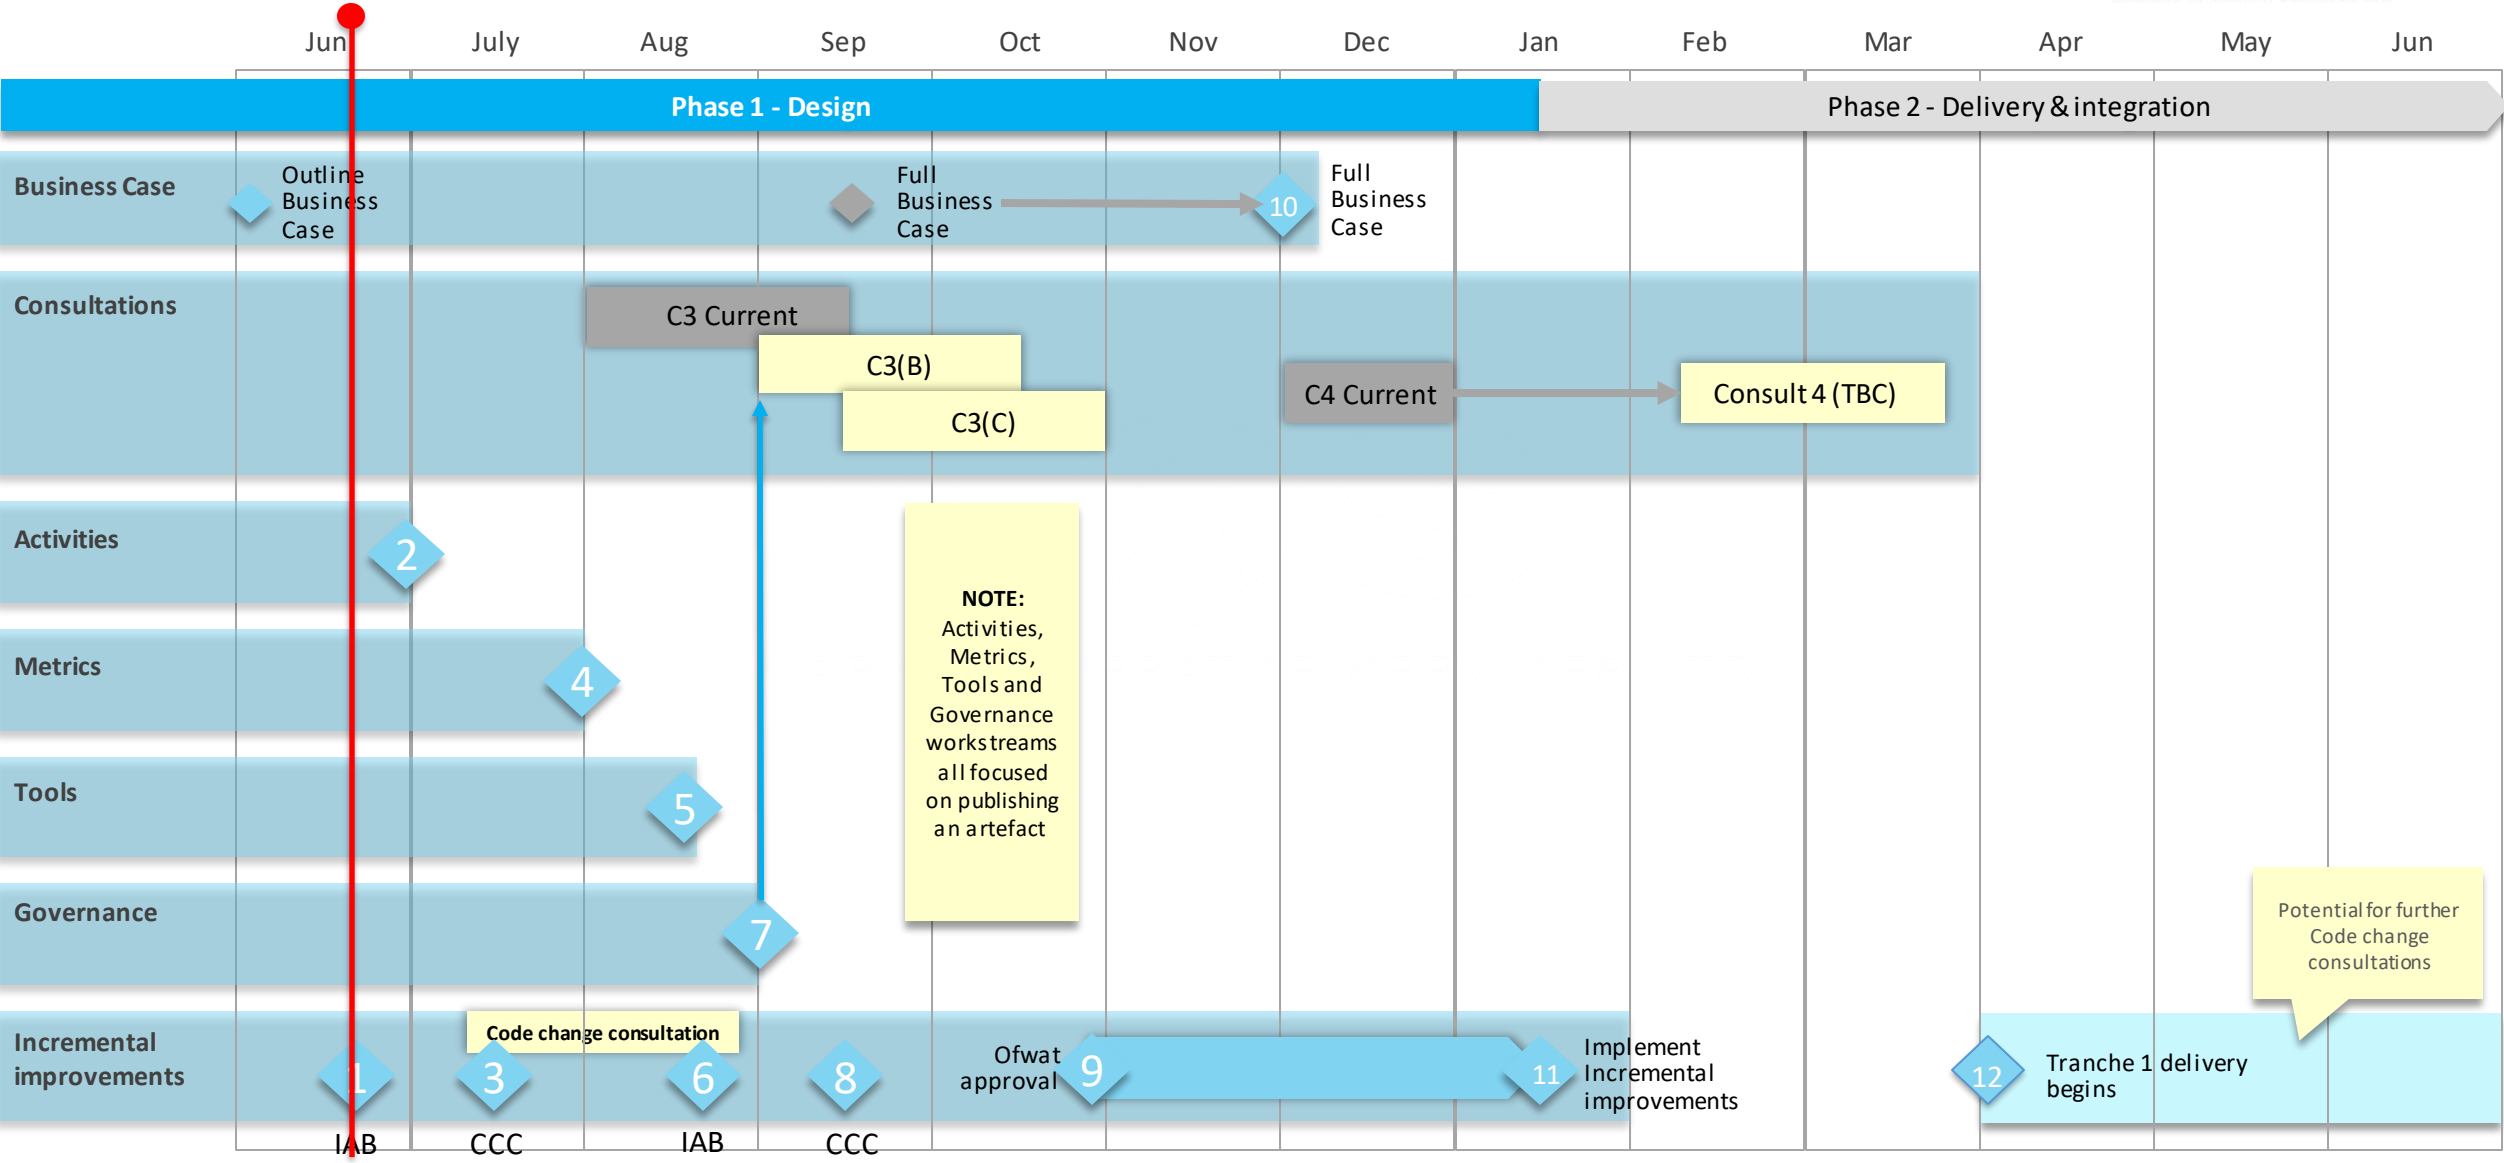 Jun July Aug Sep Oct Nov Dec Jan Feb Mar Apr May Jun
Phase 1 - Design
Phase 2 - Delivery & integration
Business Case
Outline
Business
Case
Full
Business
Case
10
Full
Business
Case
Consultations
C3 Current
C3(B)
C3(C)
C4 Current
Consult 4 (TBC)
Activities
2
Metrics
4
Tools
5
Governance
7
NOTE:
Activities,
Metrics,
Tools and
Governance
workstreams
all focused
on publishing
an artefact
Potential for further
Code change
consultations
Incremental
improvements
Code change consultation
1
3
6
8
Ofwat
approval
9
11
Implement
Incremental
improvements
12
Tranche 1 delivery
begins
IAB
CCC
IAB
CCC